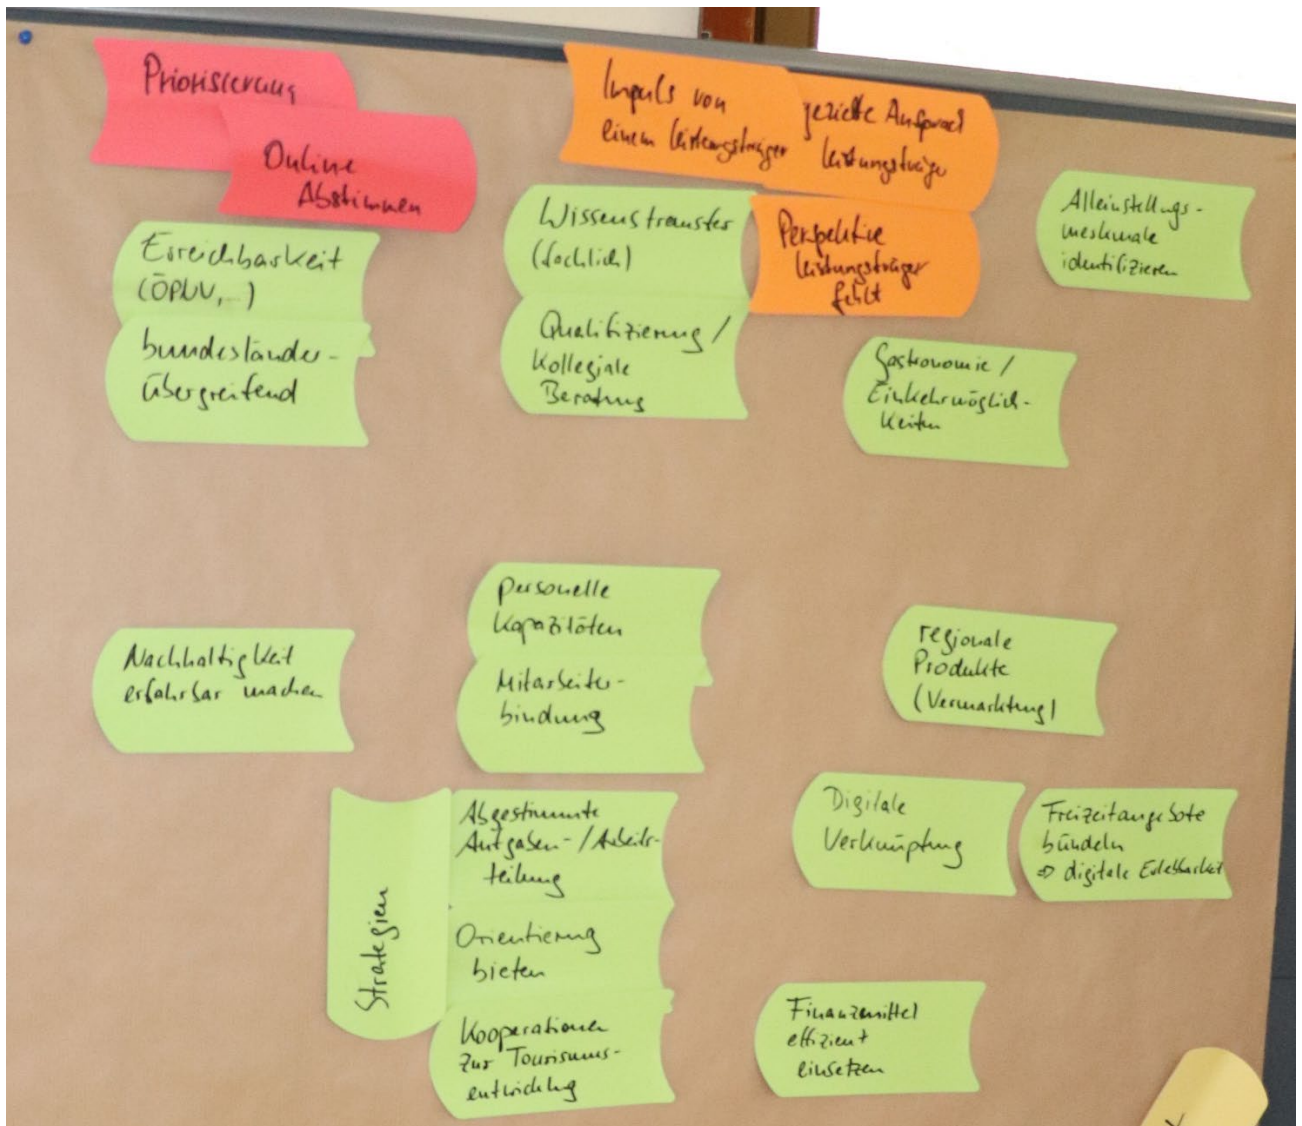 Priorisierung
Online
Abstimmen
Impuls von
einem Leistungsträger
gezielte Ansprach
Leistungsträger
Perspektive
Leistungsträger
fehlt
Erreichbarkeit
(ÖPNV,...)
bundesländer-
übergreifend
Wissenstransfer
(fachlich)
Qualifizierung /
Kollegiale
Beratung
Alleinstellungs-
merkmale
identifizieren
Gastronomie /
Einkehrmöglich-
keiten
Nachhaltigkeit
erfahrbar machen
personelle
Kapazitäten
Mitarbeiter-
bindung
regionale
Produkte
(Vermarktung)
Strategien
Abgestimmte
Aufgaben-/Arbeits-
teilung
Orientierung
bieten
Kooperationen
zur Tourismus-
entwicklung
Digitale
Verknüpfung
Freizeitangebote
bündeln
⇒ digitale Erlebbarkeit
Finanzmittel
effizient
einsetzen